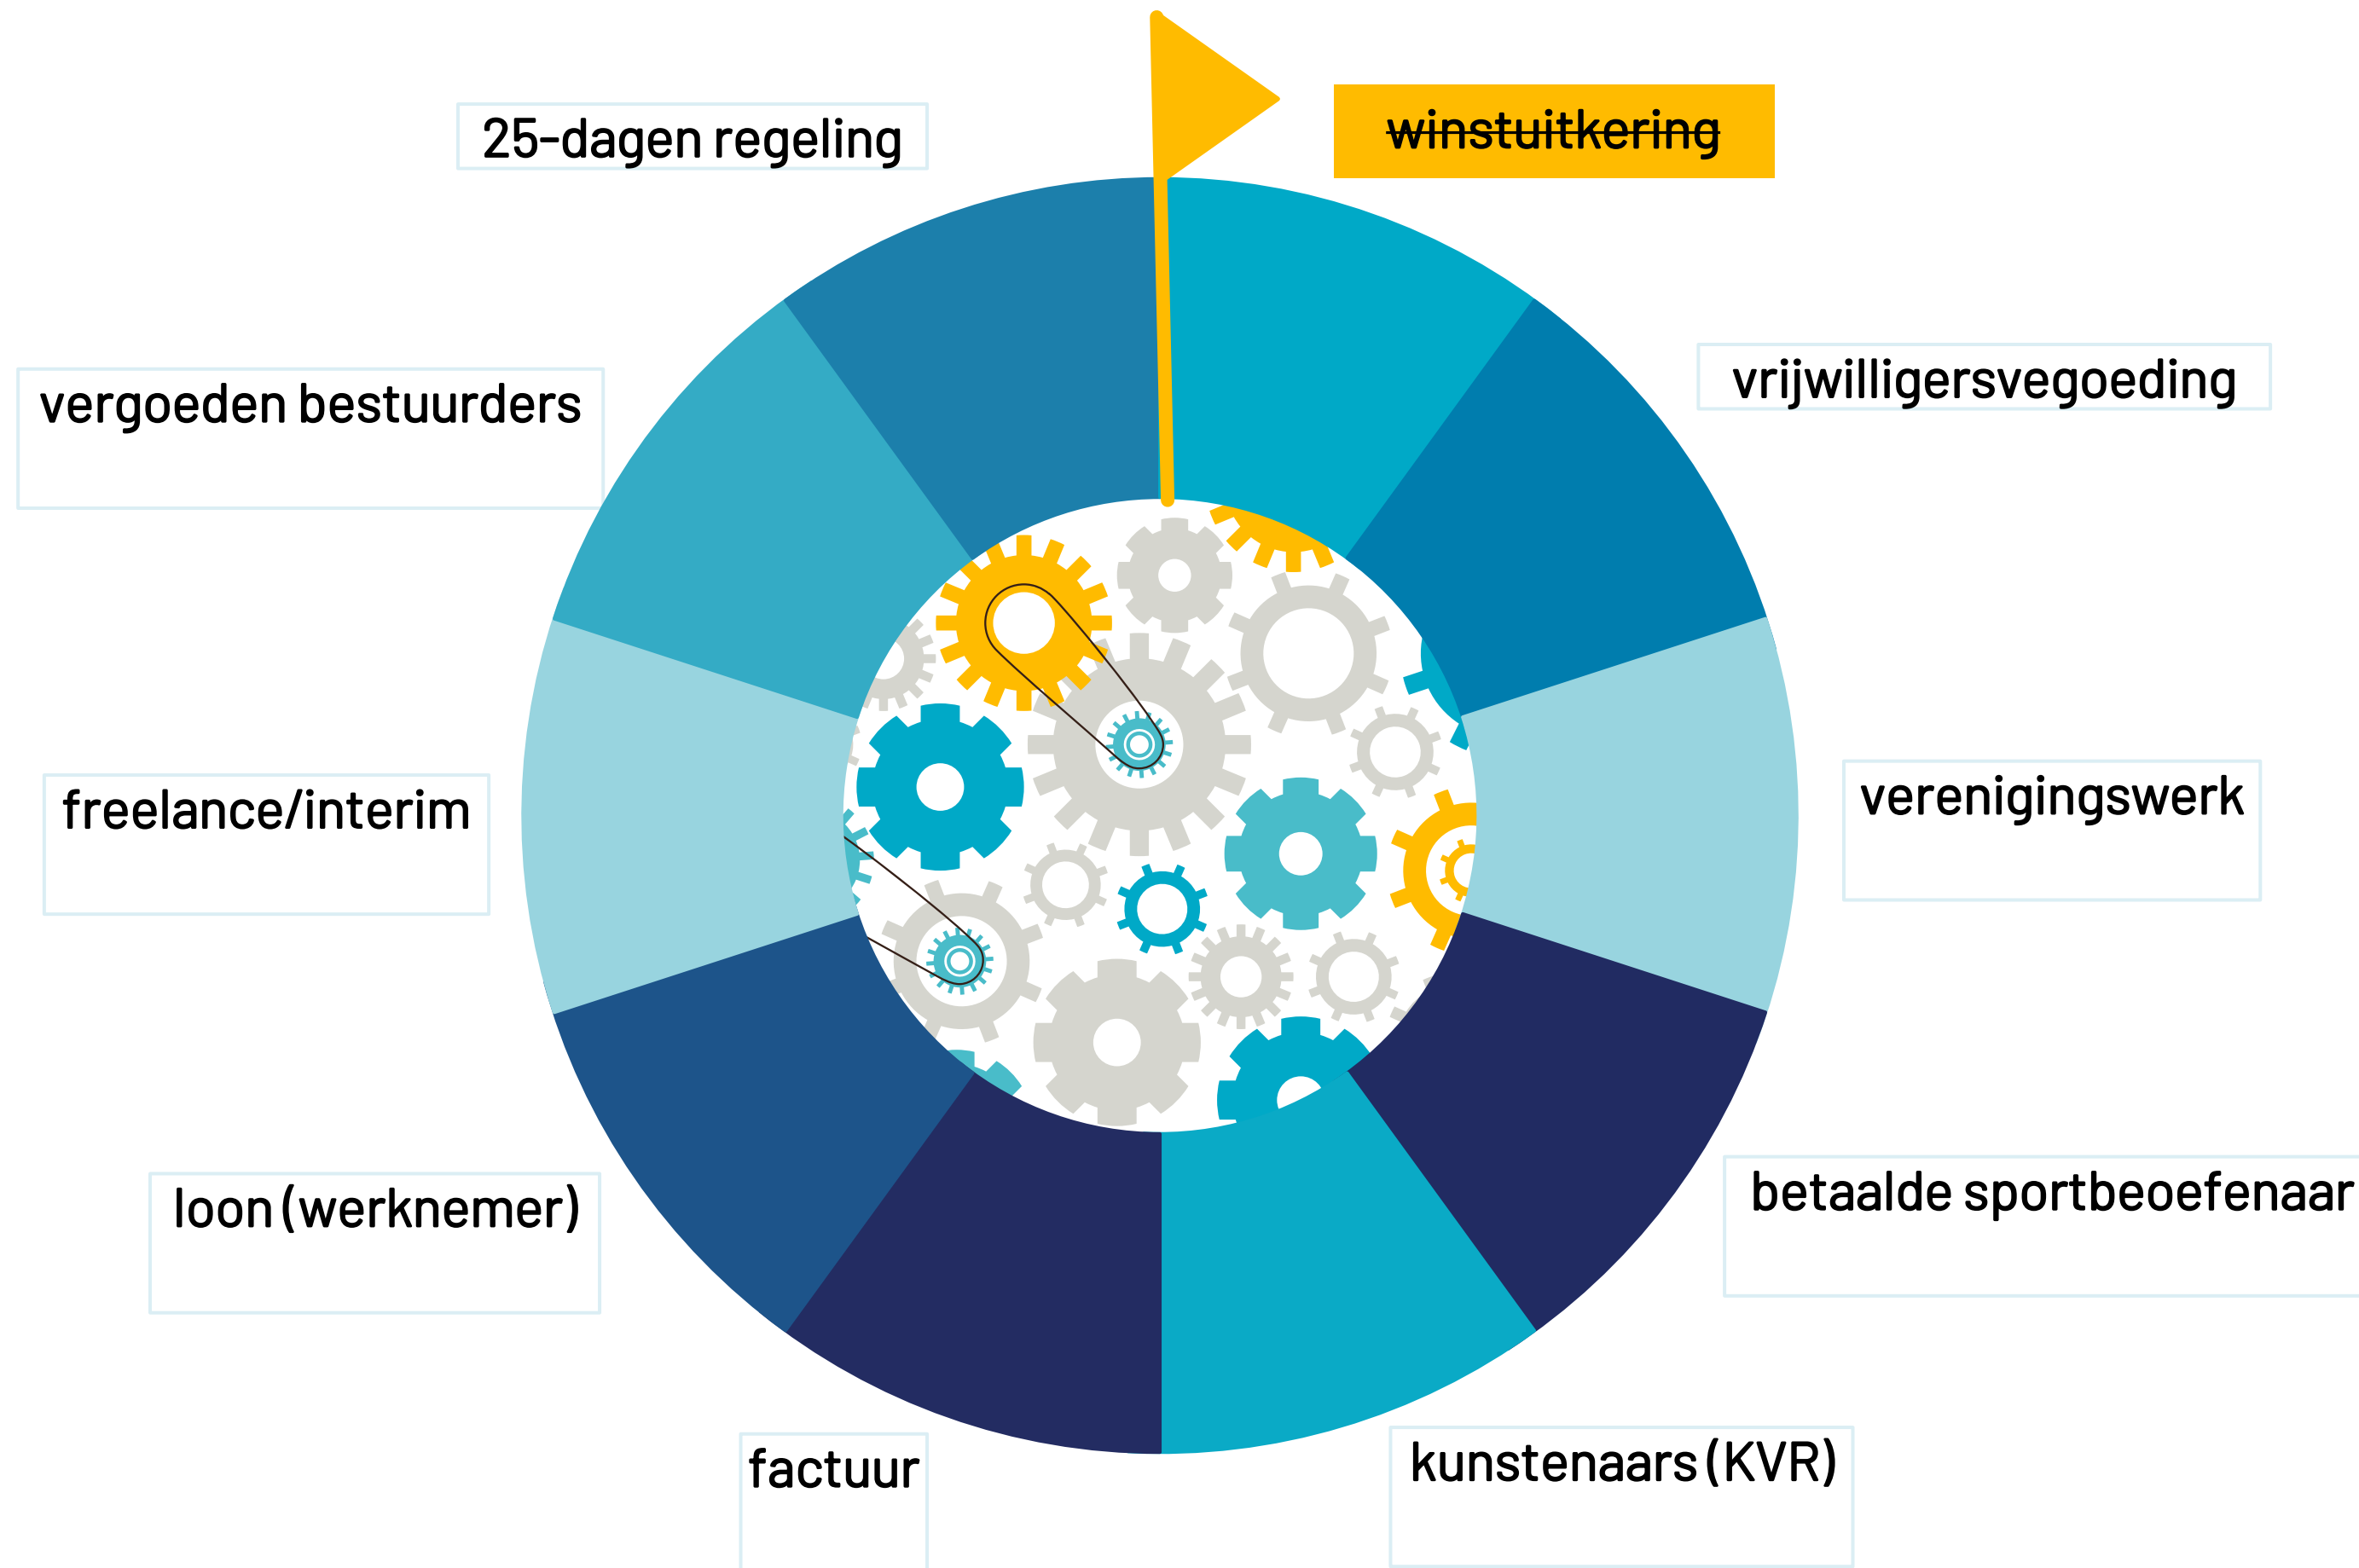 25-dagen regeling
winstuitkering
vergoeden bestuurders
vrijwilligersvegoeding
freelance/interim
verenigingswerk
loon (werknemer)
betaalde sportbeoefenaar
factuur
kunstenaars (KVR)